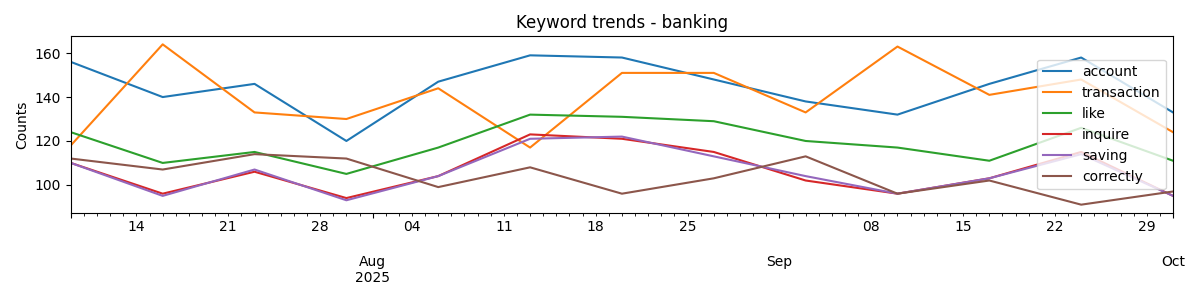 Keyword trends - banking
Counts
160
140
120
100
account
transaction
like
inquire
saving
correctly
14 21 28 04 11 18 25 08 15 22 29
Aug Sep Oct
2025